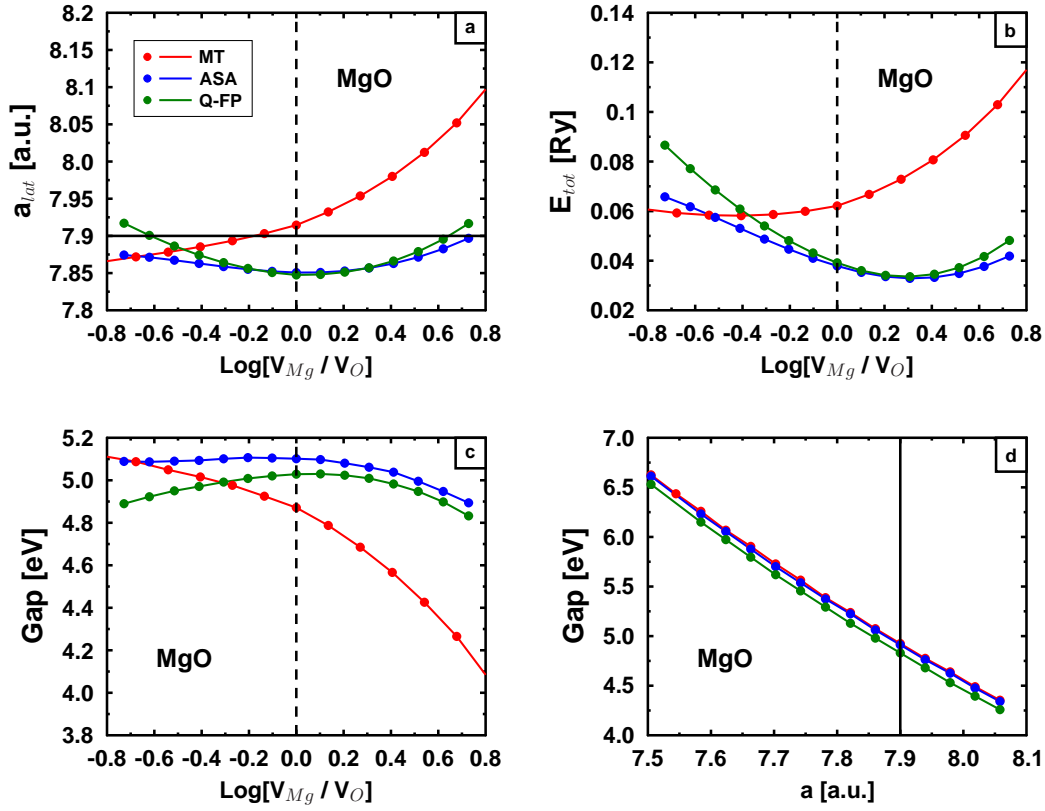 8.2
8.15
8.1
8.05
8.0
7.95
7.9
7.85
7.8
a_lat [a.u.]
a
MT
ASA
Q-FP
MgO
-0.8 -0.6 -0.4 -0.2 0.0 0.2 0.4 0.6 0.8
Log[V_Mg / V_O]
0.14
0.12
0.1
0.08
0.06
0.04
0.02
E_tot [Ry]
b
MgO
-0.8 -0.6 -0.4 -0.2 0.0 0.2 0.4 0.6 0.8
Log[V_Mg / V_O]
5.2
5.0
4.8
4.6
4.4
4.2
4.0
3.8
Gap [eV]
c
MgO
-0.8 -0.6 -0.4 -0.2 0.0 0.2 0.4 0.6 0.8
Log[V_Mg / V_O]
7.0
6.5
6.0
5.5
5.0
4.5
4.0
Gap [eV]
d
MgO
7.5 7.6 7.7 7.8 7.9 8.0 8.1
a [a.u.]